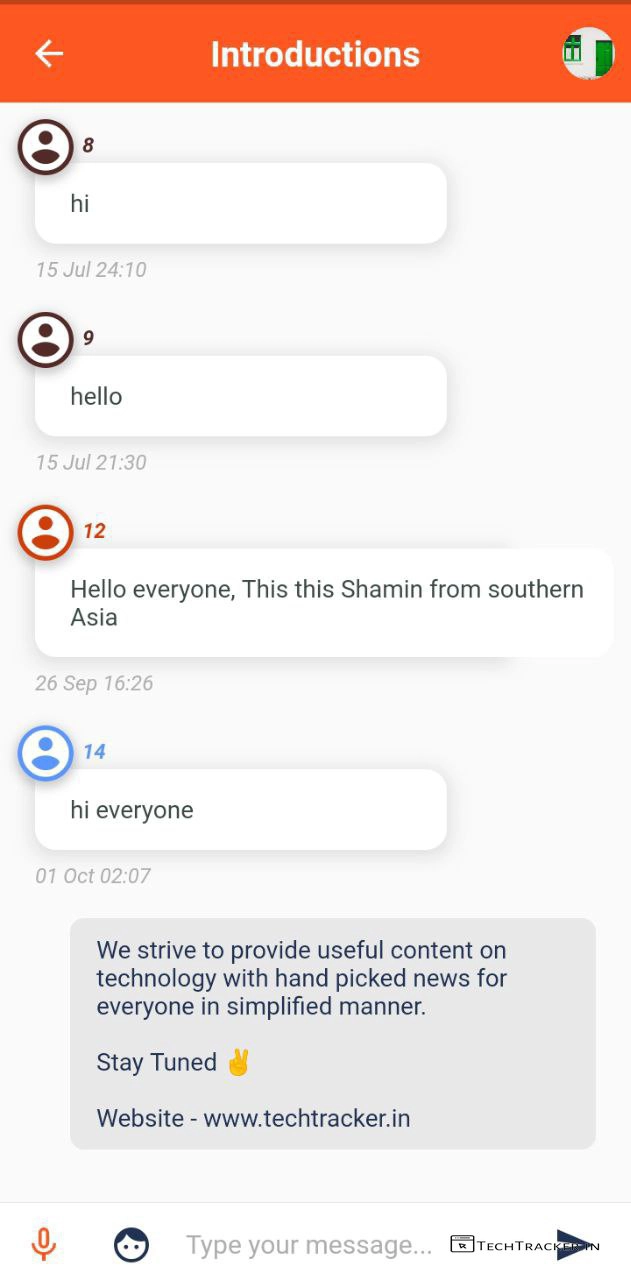 Introductions
8
hi
15 Jul 24:10
9
hello
15 Jul 21:30
12
Hello everyone, This this Shamin from southern
Asia
26 Sep 16:26
14
hi everyone
01 Oct 02:07
We strive to provide useful content on
technology with hand picked news for
everyone in simplified manner.
Stay Tuned ✌
Website - www.techtracker.in
Type your message...
TECHTRACKER.IN